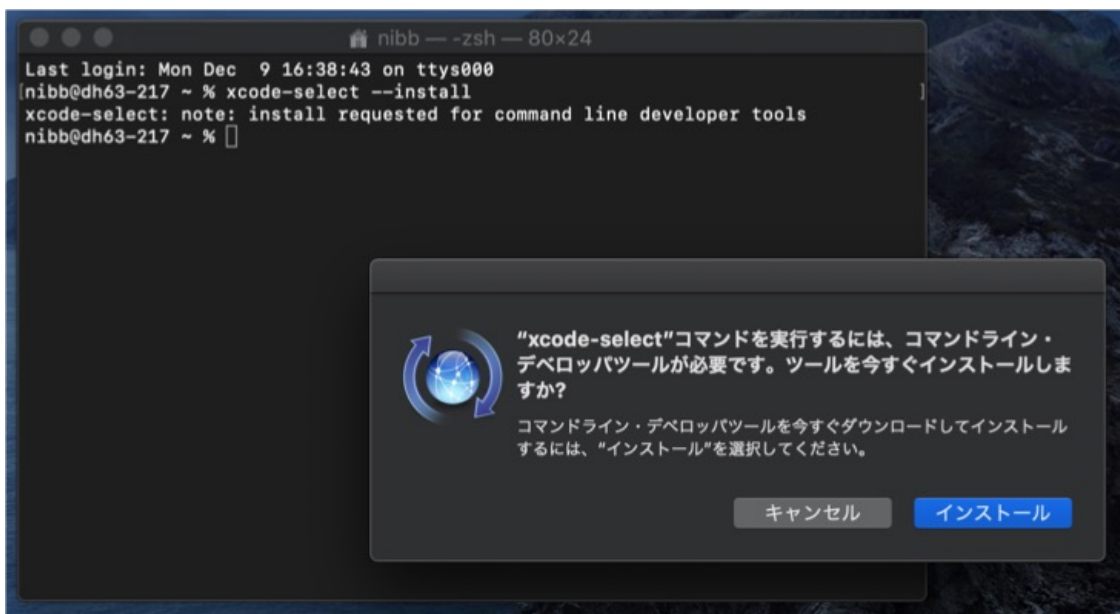 nibb — -zsh — 80×24
Last login: Mon Dec  9 16:38:43 on ttys000
[nibb@dh63-217 ~ % xcode-select --install ]
xcode-select: note: install requested for command line developer tools
nibb@dh63-217 ~ %
“xcode-select”コマンドを実行するには、コマンドライン・
デベロッパツールが必要です。ツールを今すぐインストールしま
すか?
コマンドライン・デベロッパツールを今すぐダウンロードしてインストール
するには、“インストール”を選択してください。
キャンセル
インストール